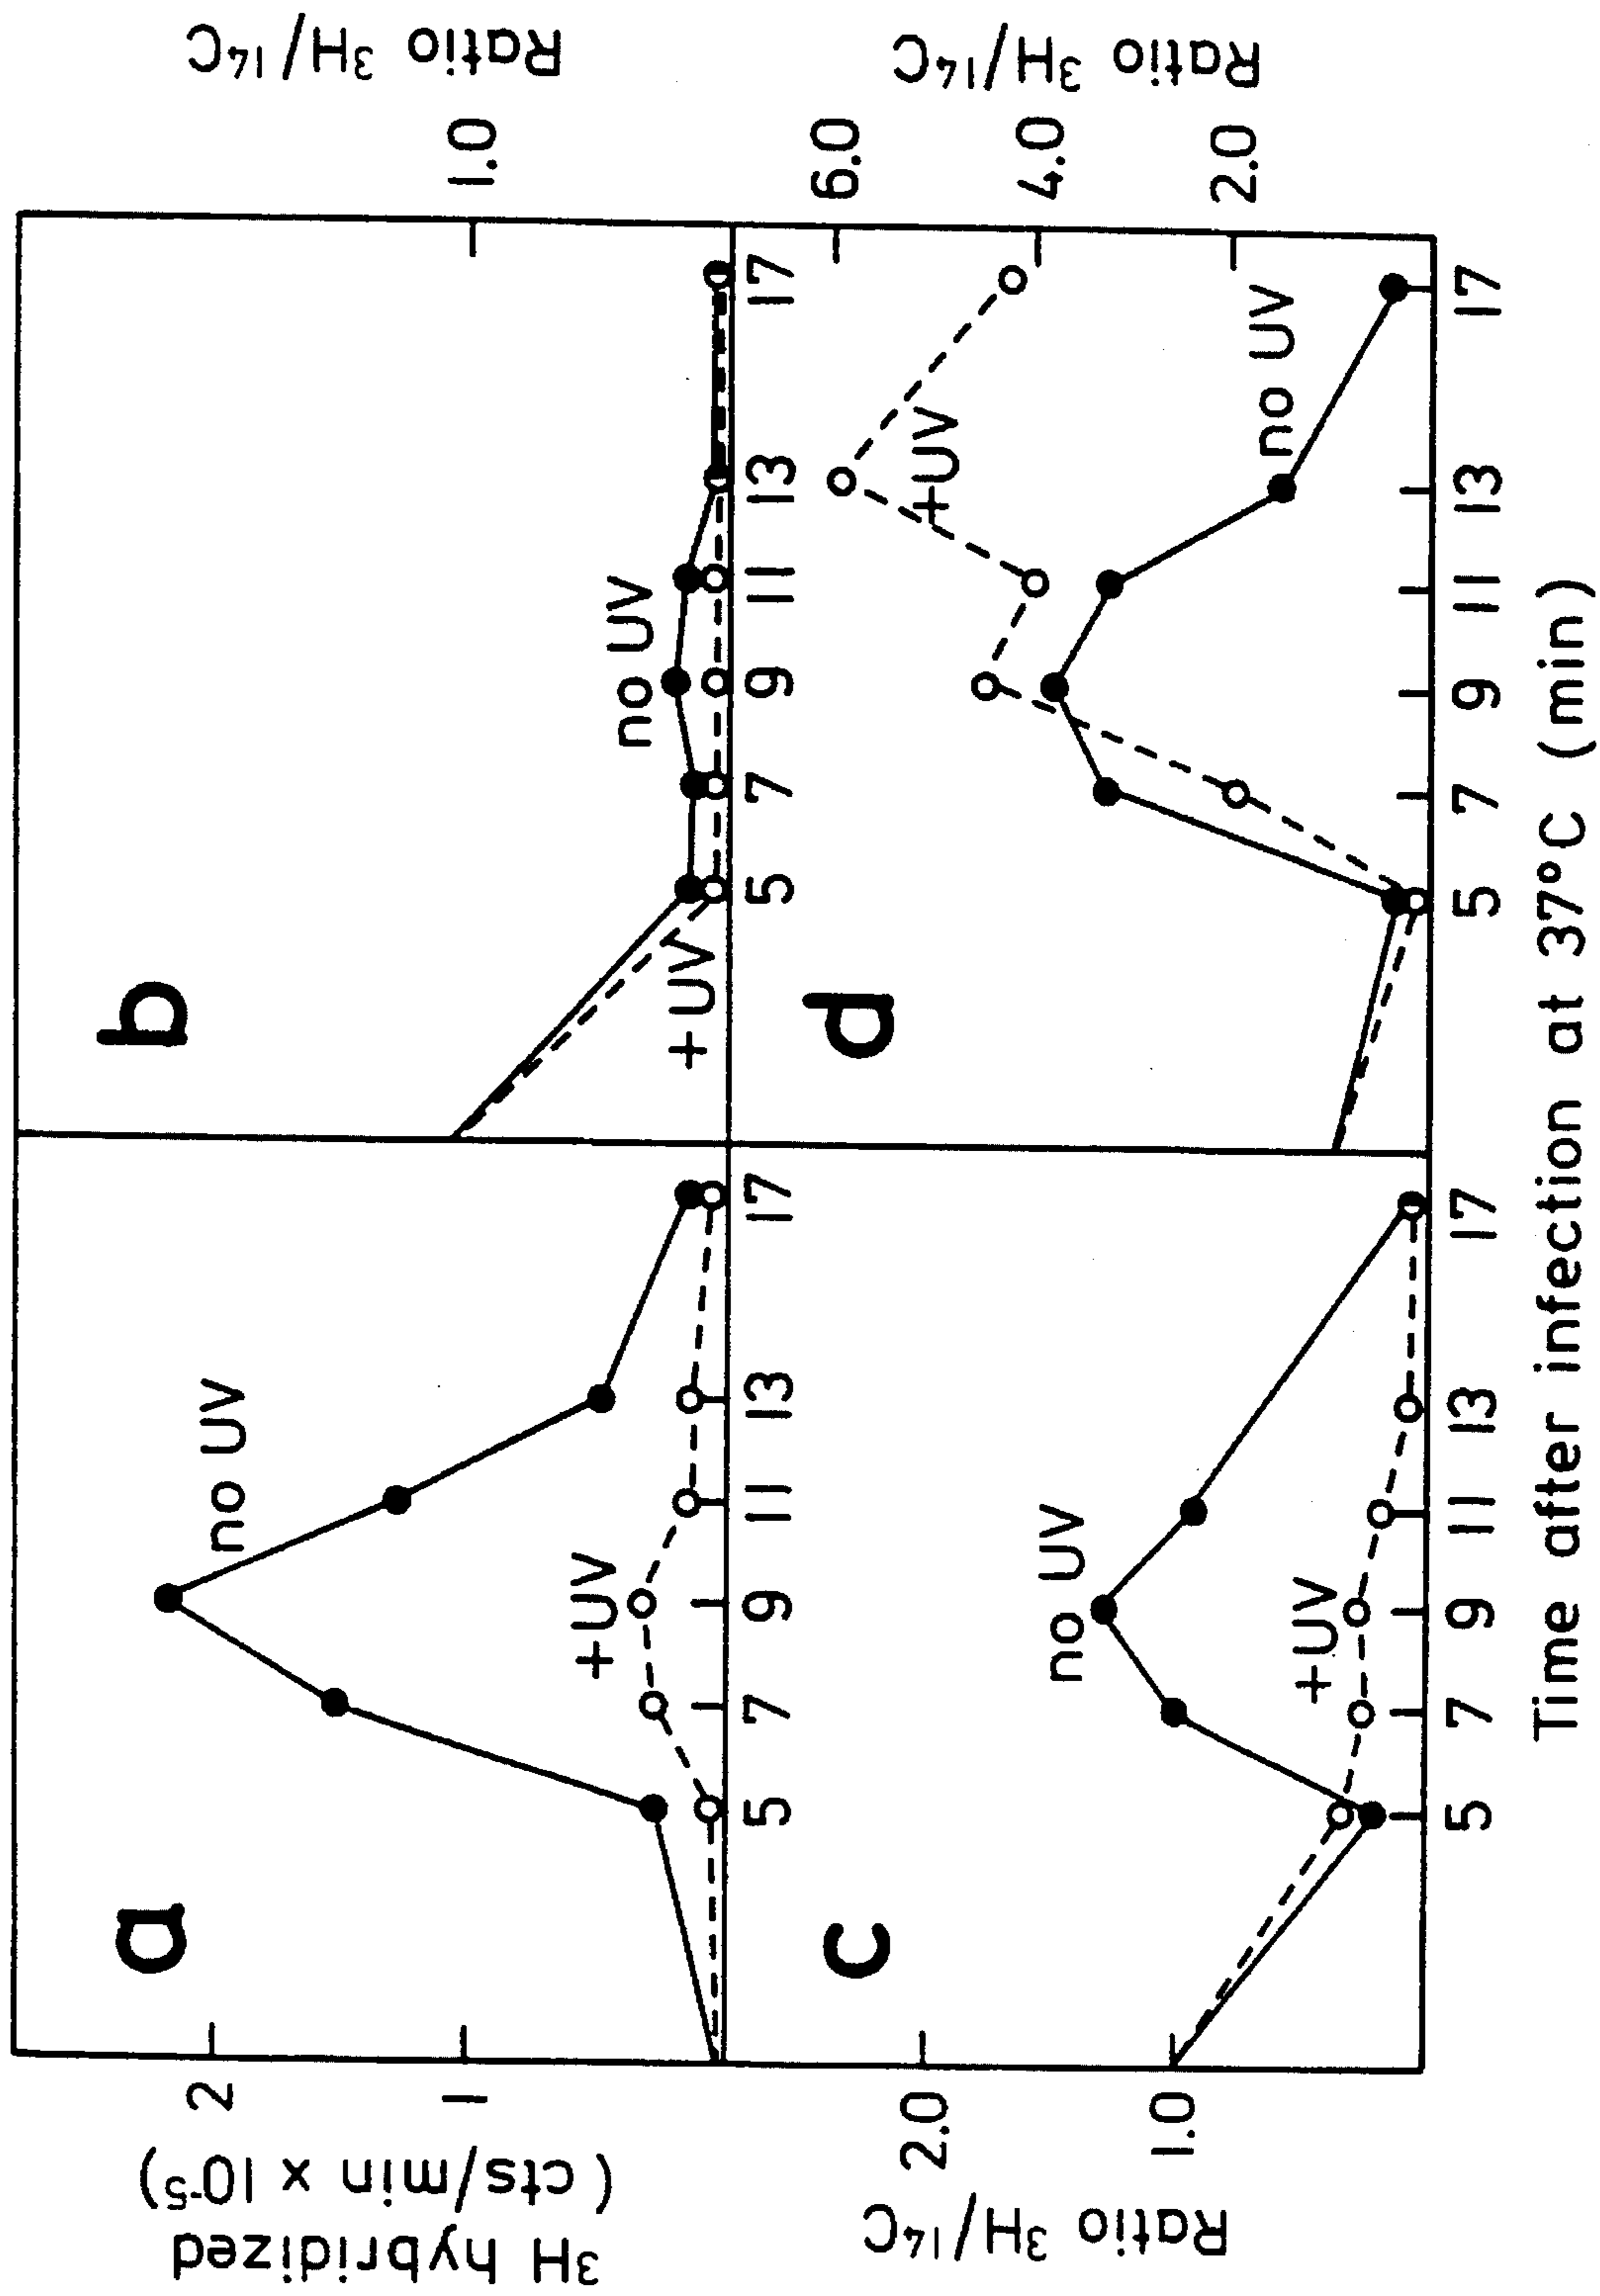 a
³H hybridized
(cts/min x 10⁻⁵)
2
1
no UV
+UV
5 7 9 11 13 17
b
Ratio ³H/¹⁴C
1.0
no UV
+UV
5 7 9 11 13 17
c
Ratio ³H/¹⁴C
2.0
1.0
no UV
+UV
5 7 9 11 13 17
d
Ratio ³H/¹⁴C
6.0
4.0
2.0
+UV
no UV
5 7 9 11 13 17
Time after infection at 37°C (min)